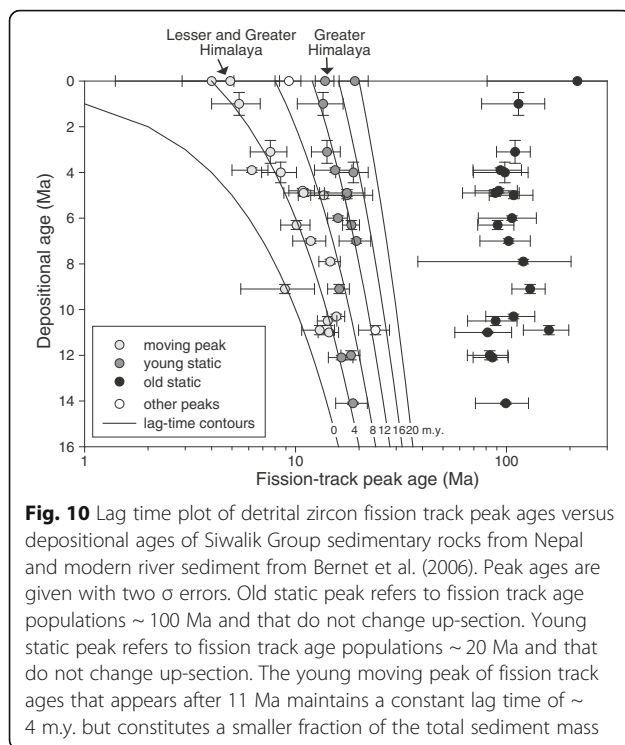 Lesser and Greater Himalaya
Greater Himalaya
Depositional age (Ma)
0
2
4
6
8
10
12
14
16
moving peak
young static
old static
other peaks
lag-time contours
0 4 8 12 16 20 m.y.
1 10 100
Fission-track peak age (Ma)
Fig. 10 Lag time plot of detrital zircon fission track peak ages versus
depositional ages of Siwalik Group sedimentary rocks from Nepal
and modern river sediment from Bernet et al. (2006). Peak ages are
given with two σ errors. Old static peak refers to fission track age
populations ~ 100 Ma and that do not change up-section. Young
static peak refers to fission track age populations ~ 20 Ma and that
do not change up-section. The young moving peak of fission track
ages that appears after 11 Ma maintains a constant lag time of ~
4 m.y. but constitutes a smaller fraction of the total sediment mass